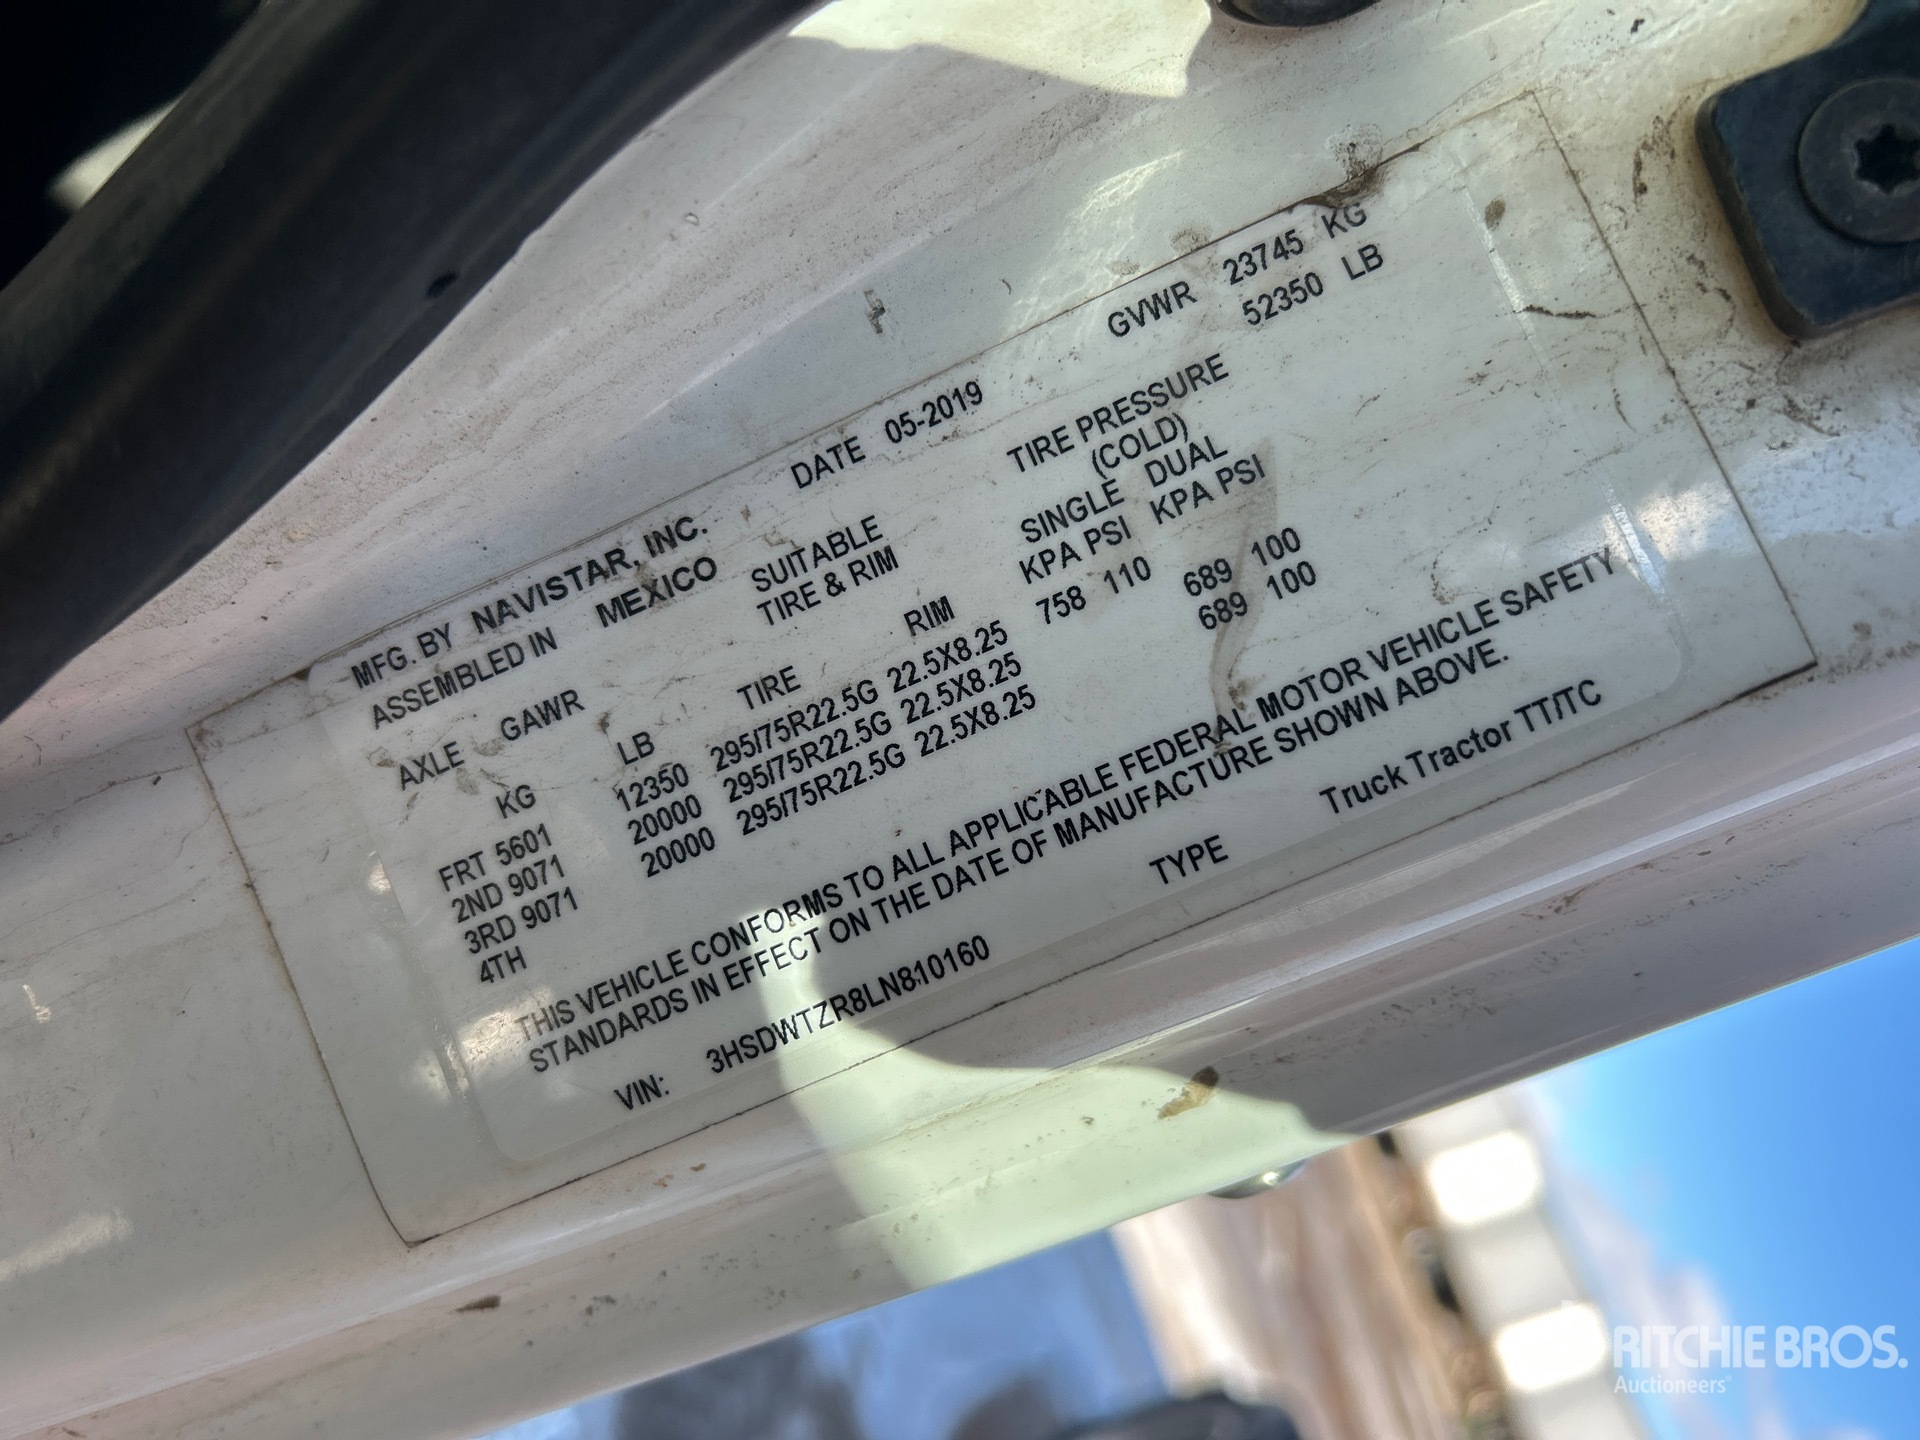 MFG. BY NAVISTAR, INC. DATE 05-2019 GVWR 23745 KG
ASSEMBLED IN MEXICO 52350 LB
AXLE GAWR SUITABLE TIRE PRESSURE
TIRE & RIM (COLD)
SINGLE DUAL
KG LB TIRE RIM KPA PSI KPA PSI
FRT 5601 12350 295/75R22.5G 22.5X8.25 758 110
2ND 9071 20000 295/75R22.5G 22.5X8.25 689 100
3RD 9071 20000 295/75R22.5G 22.5X8.25 689 100
4TH
THIS VEHICLE CONFORMS TO ALL APPLICABLE FEDERAL MOTOR VEHICLE SAFETY
STANDARDS IN EFFECT ON THE DATE OF MANUFACTURE SHOWN ABOVE.
VIN: 3HSDWTZR8LN810160 TYPE Truck Tractor TT/TC
RITCHIE BROS.
Auctioneers